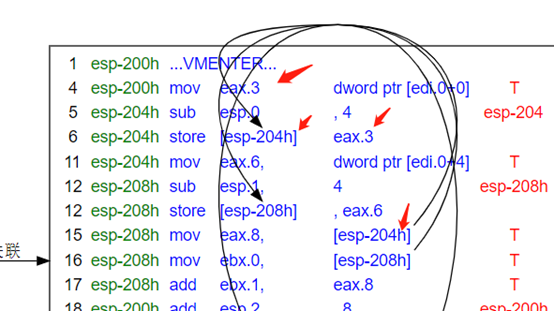 1 esp-200h ...VMENTER...
4 esp-200h mov eax.3 dword ptr [edi.0+0] T
5 esp-204h sub esp.0 , 4 esp-204
6 esp-204h store [esp-204h] eax.3
11 esp-204h mov eax.6, dword ptr [edi.0+4] T
12 esp-208h sub esp.1, 4 esp-208h
12 esp-208h store [esp-208h] , eax.6
15 esp-208h mov eax.8, [esp-204h] T
关联
16 esp-208h mov ebx.0, [esp-208h] T
17 esp-208h add ebx.1, eax.8 T
18 esp-200h add esp.2 8 esp-200h